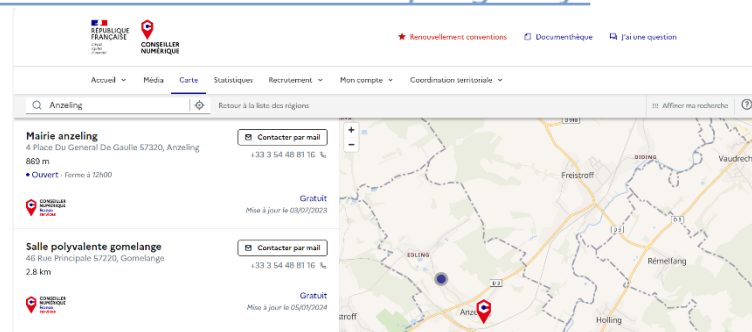 RÉPUBLIQUE
FRANÇAISE
CONSEILLER
NUMÉRIQUE
Renouvellement conventions
Documenthèque
J'ai une question
Accueil
Média
Carte
Statistiques
Recrutement
Mon compte
Coordination territoriale
Anzeling
Retour à la liste des régions
Affiner ma recherche
?
Mairie anzeling
4 Place Du General De Gaulle 57320, Anzeling
869 m
• Ouvert · Ferme à 12h00
Contacter par mail
+33 3 54 48 81 16
CONSEILLER
NUMÉRIQUE
Gratuit
Mise à jour le 03/07/2023
Salle polyvalente gomelange
46 Rue Principale 57220, Gomelange
2.8 km
Contacter par mail
+33 3 54 48 81 16
CONSEILLER
NUMÉRIQUE
Gratuit
Mise à jour le 05/01/2024
+
−
D 918
DIDING
Vaudrech
Freistroff
EDLING
Rémelfang
Holling
Anze
stroff